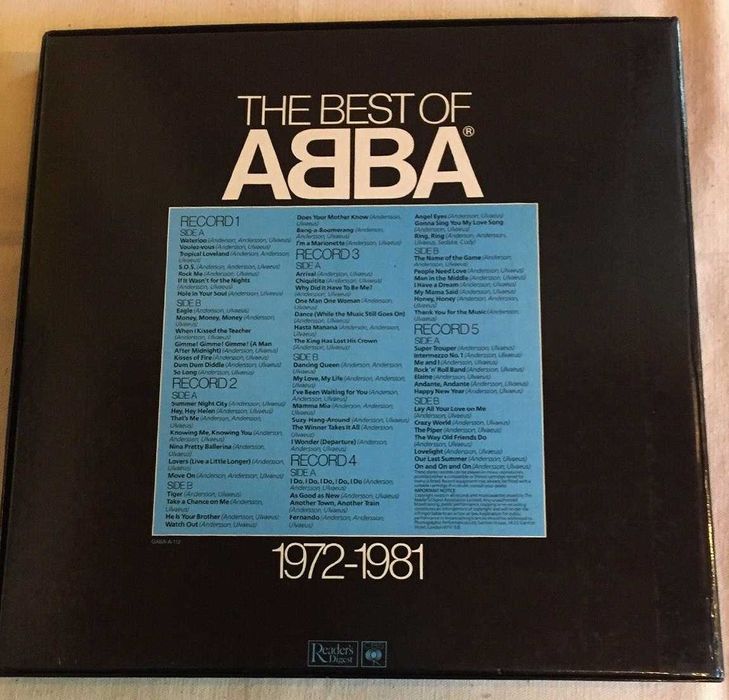 THE BEST OF
ABBA®
RECORD 1
SIDE A
Waterloo (Anderson, Andersson, Ulvaeus)
Voulez-vous (Andersson, Ulvaeus)
Tropical Loveland (Andersson, Andersson,
Ulvaeus)
S.O.S. (Andersson, Andersson, Ulvaeus)
Rock Me (Andersson, Ulvaeus)
If It Wasn't for the Nights
(Andersson, Ulvaeus)
Hole in Your Soul (Andersson, Ulvaeus)
SIDE B
Eagle (Andersson, Ulvaeus)
Money, Money, Money (Andersson,
Ulvaeus)
When I Kissed the Teacher
(Andersson, Ulvaeus)
Gimme! Gimme! Gimme! (A Man
After Midnight) (Andersson, Ulvaeus)
Kisses of Fire (Andersson, Ulvaeus)
Dum Dum Diddle (Andersson, Ulvaeus)
So Long (Andersson, Ulvaeus)
RECORD 2
SIDE A
Summer Night City (Andersson, Ulvaeus)
Hey, Hey Helen (Andersson, Ulvaeus)
That's Me (Andersson, Andersson,
Ulvaeus)
Knowing Me, Knowing You (Andersson,
Andersson, Ulvaeus)
Nina Pretty Ballerina (Andersson,
Ulvaeus)
Lovers (Live a Little Longer) (Andersson,
Ulvaeus)
Move On (Andersson, Ulvaeus)
SIDE B
Tiger (Andersson, Ulvaeus)
Take a Chance on Me (Andersson,
Ulvaeus)
He Is Your Brother (Andersson, Ulvaeus)
Watch Out (Andersson, Ulvaeus)
Does Your Mother Know (Andersson,
Ulvaeus)
Bang-a-Boomerang (Andersson,
Andersson, Ulvaeus)
I'm a Marionette (Andersson, Ulvaeus)
RECORD 3
SIDE A
Arrival (Andersson, Ulvaeus)
Chiquitita (Andersson, Ulvaeus)
Why Did It Have To Be Me?
(Andersson, Ulvaeus)
One Man One Woman (Andersson,
Ulvaeus)
Dance (While the Music Still Goes On)
(Andersson, Ulvaeus)
Hasta Manana (Andersson, Andersson,
Ulvaeus)
The King Has Lost His Crown
(Andersson, Ulvaeus)
SIDE B
Dancing Queen (Andersson, Andersson,
Ulvaeus)
My Love, My Life (Andersson, Andersson,
Ulvaeus)
I've Been Waiting for You (Andersson,
Andersson, Ulvaeus)
Mamma Mia (Andersson, Andersson,
Ulvaeus)
Suzy-Hang-Around (Andersson, Ulvaeus)
The Winner Takes It All (Andersson,
Ulvaeus)
I Wonder (Departure) (Andersson,
Andersson, Ulvaeus)
RECORD 4
SIDE A
I Do, I Do, I Do, I Do, I Do (Andersson,
Andersson, Ulvaeus)
As Good as New (Andersson, Ulvaeus)
Another Town, Another Train
(Andersson, Ulvaeus)
Fernando (Andersson, Andersson,
Ulvaeus)
Angel Eyes (Andersson, Ulvaeus)
Gonna Sing You My Love Song
(Andersson, Ulvaeus)
Ring, Ring (Andersson, Andersson,
Ulvaeus, Sedaka, Cody)
SIDE B
The Name of the Game (Andersson,
Andersson, Ulvaeus)
People Need Love (Andersson, Ulvaeus)
Man in the Middle (Andersson, Ulvaeus)
I Have a Dream (Andersson, Ulvaeus)
My Mama Said (Andersson, Ulvaeus)
Honey, Honey (Andersson, Andersson,
Ulvaeus)
Thank You for the Music (Andersson,
Ulvaeus)
RECORD 5
SIDE A
Super Trouper (Andersson, Ulvaeus)
Intermezzo No. 1 (Andersson, Ulvaeus)
Me and I (Andersson, Ulvaeus)
Rock 'n' Roll Band (Andersson, Ulvaeus)
Elaine (Andersson, Ulvaeus)
Andante, Andante (Andersson, Ulvaeus)
Happy New Year (Andersson, Ulvaeus)
SIDE B
Lay All Your Love on Me
(Andersson, Ulvaeus)
Crazy World (Andersson, Ulvaeus)
The Piper (Andersson, Ulvaeus)
The Way Old Friends Do
(Andersson, Ulvaeus)
Lovelight (Andersson, Ulvaeus)
Our Last Summer (Andersson, Ulvaeus)
On and On and On (Andersson, Ulvaeus)
IMPORTANT NOTICE
GABA-A-112
1972-1981
Reader's
Digest